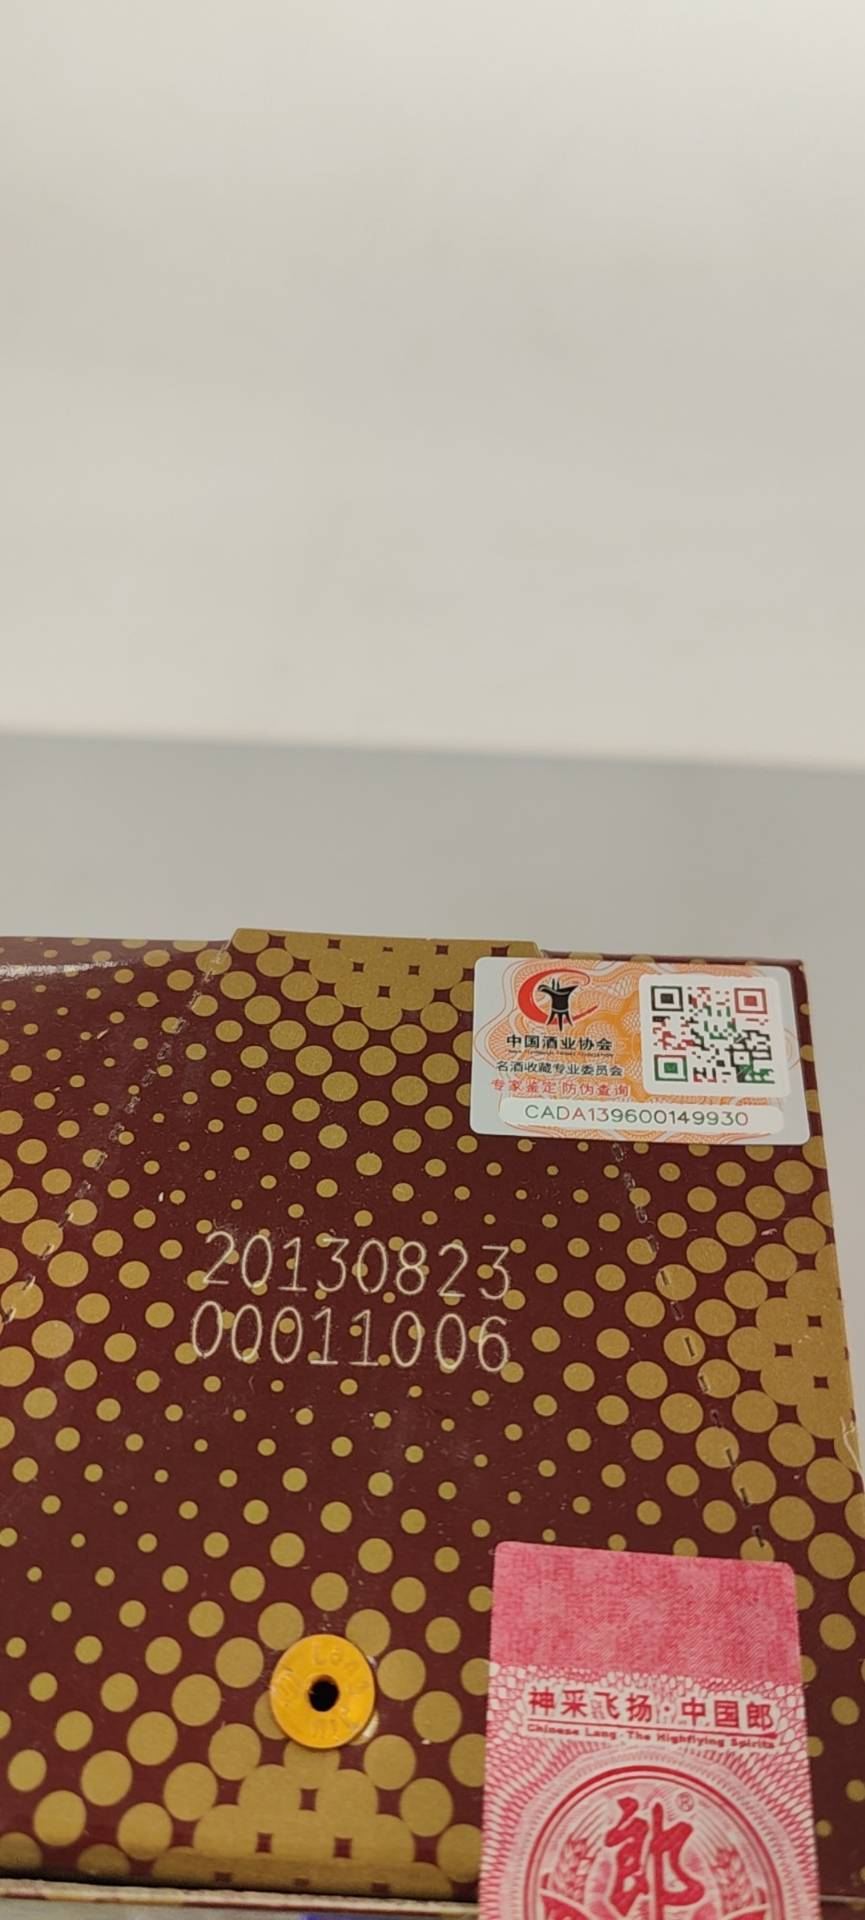 中国酒业协会
名酒收藏专业委员会
专家鉴定 防伪查询
CADA139600149930
20130823
00011006
Lang Jiu
神采飞扬·中国郎
Chinese Lang·The Highflying Spirits
郎®